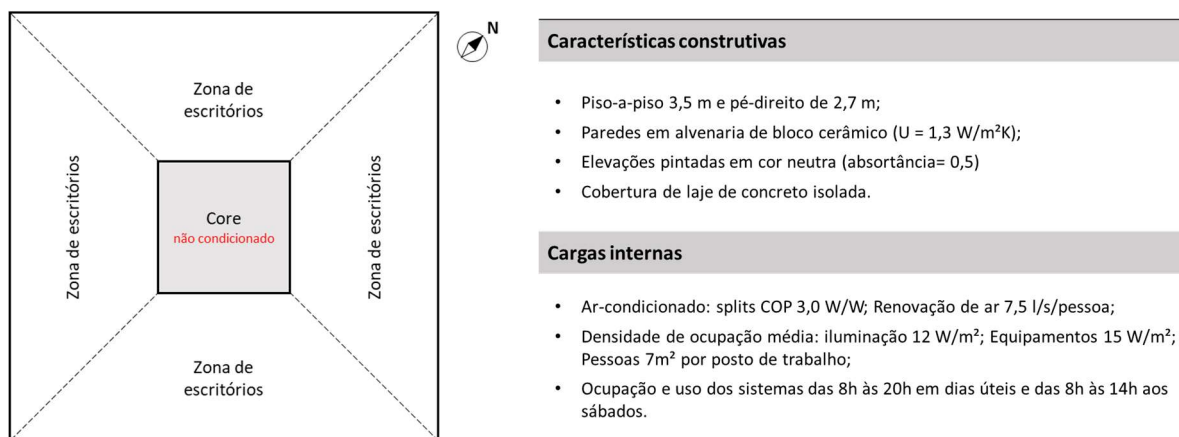 N
Zona de
escritórios
Zona de escritórios
Core
não condicionado
Zona de escritórios
Zona de
escritórios
Características construtivas
• Piso-a-piso 3,5 m e pé-direito de 2,7 m;
• Paredes em alvenaria de bloco cerâmico (U = 1,3 W/m²K);
• Elevações pintadas em cor neutra (absortância= 0,5)
• Cobertura de laje de concreto isolada.
Cargas internas
• Ar-condicionado: splits COP 3,0 W/W; Renovação de ar 7,5 l/s/pessoa;
• Densidade de ocupação média: iluminação 12 W/m²; Equipamentos 15 W/m²;
Pessoas 7m² por posto de trabalho;
• Ocupação e uso dos sistemas das 8h às 20h em dias úteis e das 8h às 14h aos
sábados.